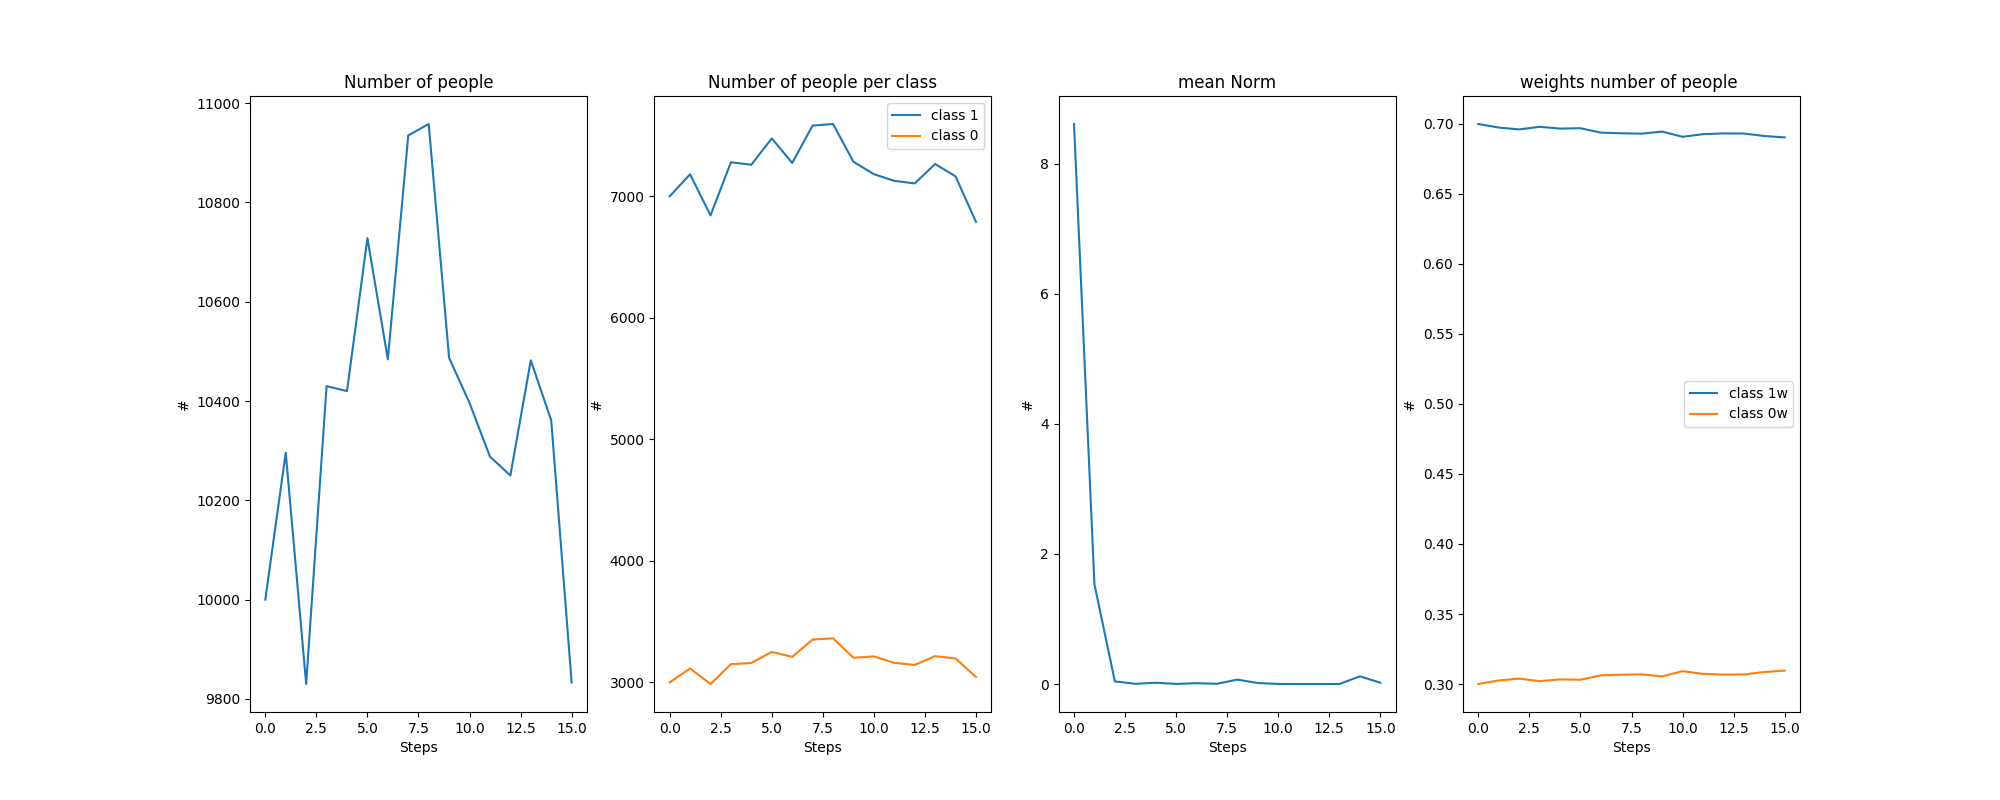 Number of people
11000
10800
10600
10400
10200
10000
9800
#
0.0 2.5 5.0 7.5 10.0 12.5 15.0
Steps
Number of people per class
class 1
class 0
7000
6000
5000
4000
3000
#
0.0 2.5 5.0 7.5 10.0 12.5 15.0
Steps
mean Norm
8
6
4
2
0
#
0.0 2.5 5.0 7.5 10.0 12.5 15.0
Steps
weights number of people
0.70
0.65
0.60
0.55
0.50
0.45
0.40
0.35
0.30
#
class 1w
class 0w
0.0 2.5 5.0 7.5 10.0 12.5 15.0
Steps